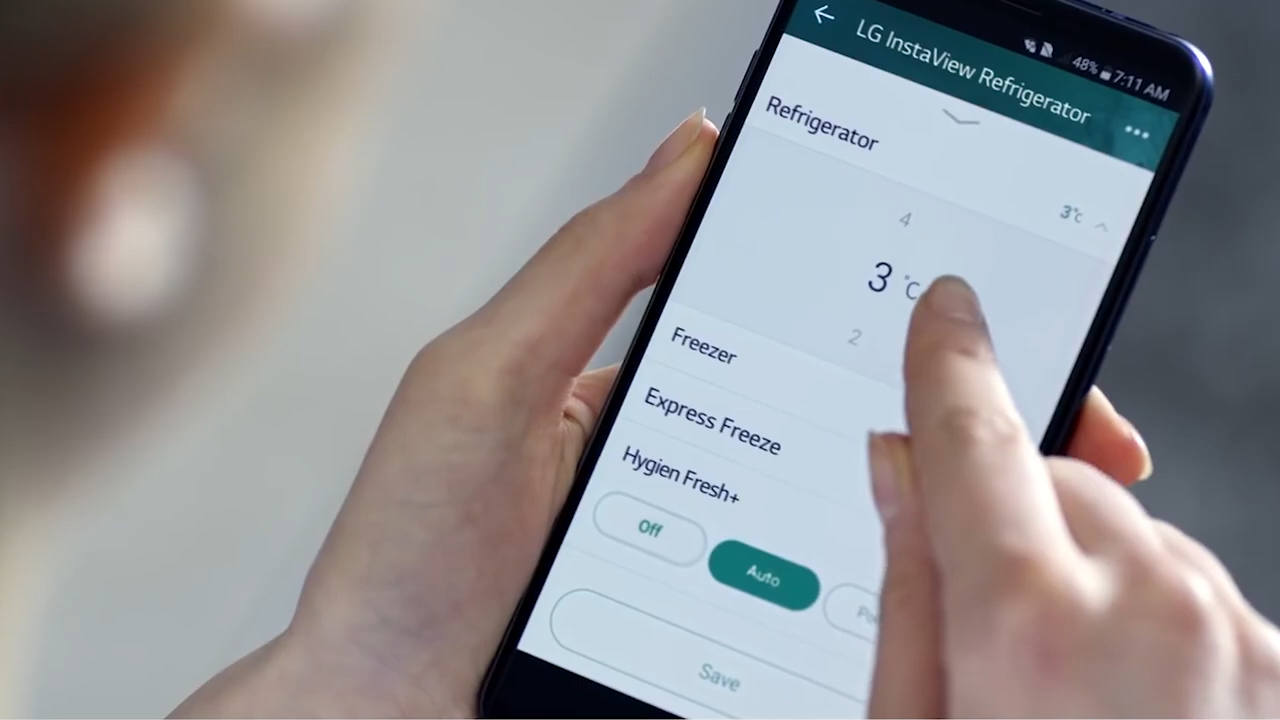 48% 7:11 AM
LG InstaView Refrigerator
Refrigerator
3°C
4
3 °C
2
Freezer
Express Freeze
Hygien Fresh+
Off
Auto
Save